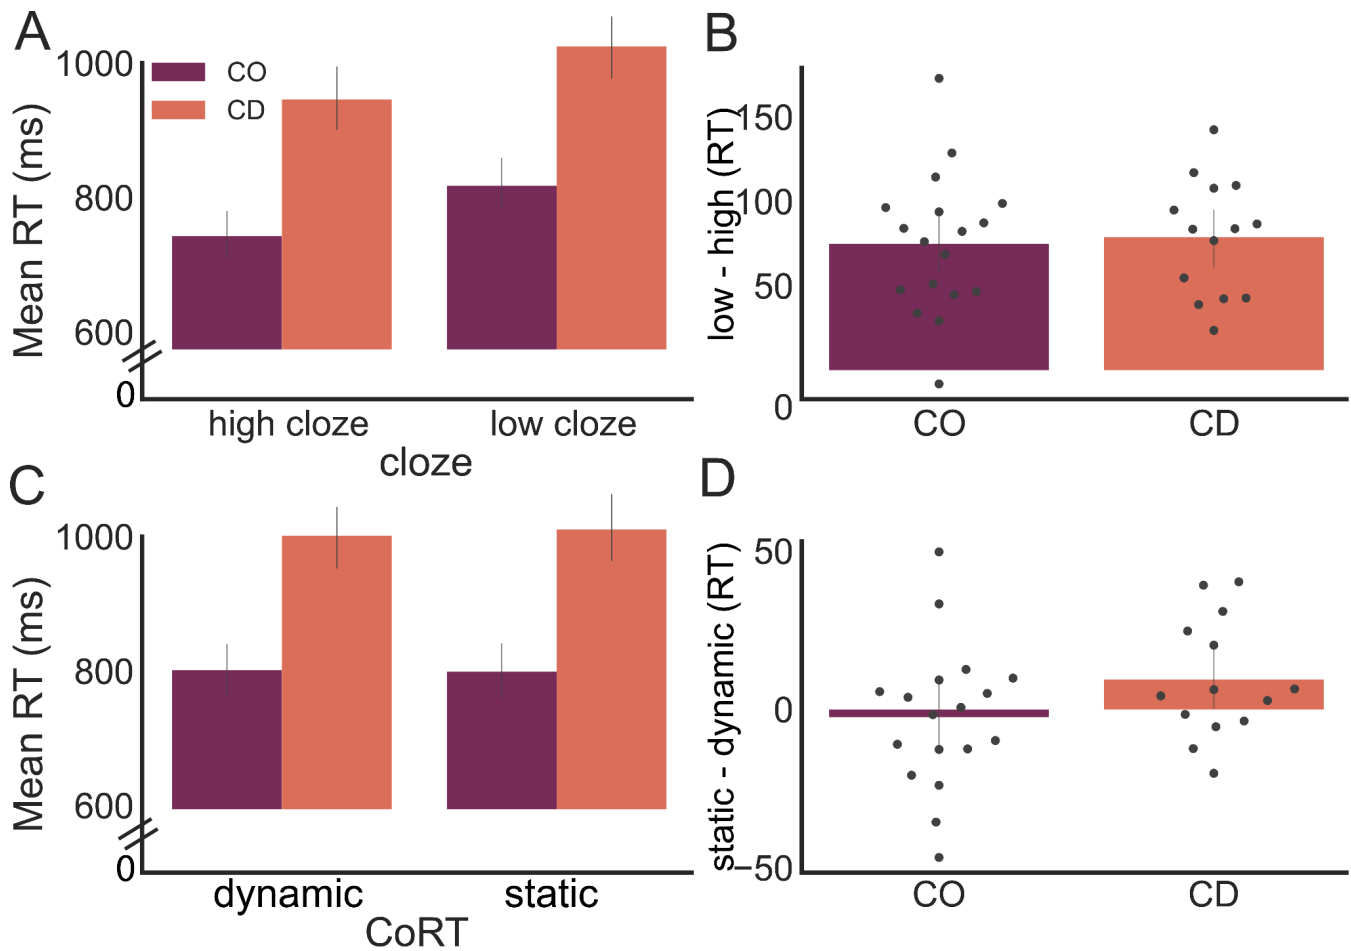 A
Mean RT (ms)
1000
800
600
0
CO
CD
high cloze
low cloze
cloze
B
low - high (RT)
150
100
50
0
CO
CD
C
Mean RT (ms)
1000
800
600
0
dynamic
static
CoRT
D
static - dynamic (RT)
50
0
−50
CO
CD